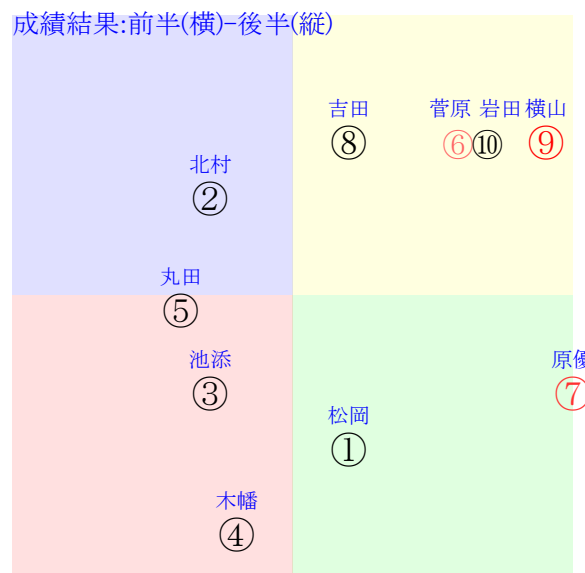 成績結果:前半(横)-後半(縦)
吉田
菅原 岩田 横山
⑧
⑥ ⑩ ⑨
北村
②
丸田
⑤
池添
③
原優
⑦
松岡
①
木幡
④